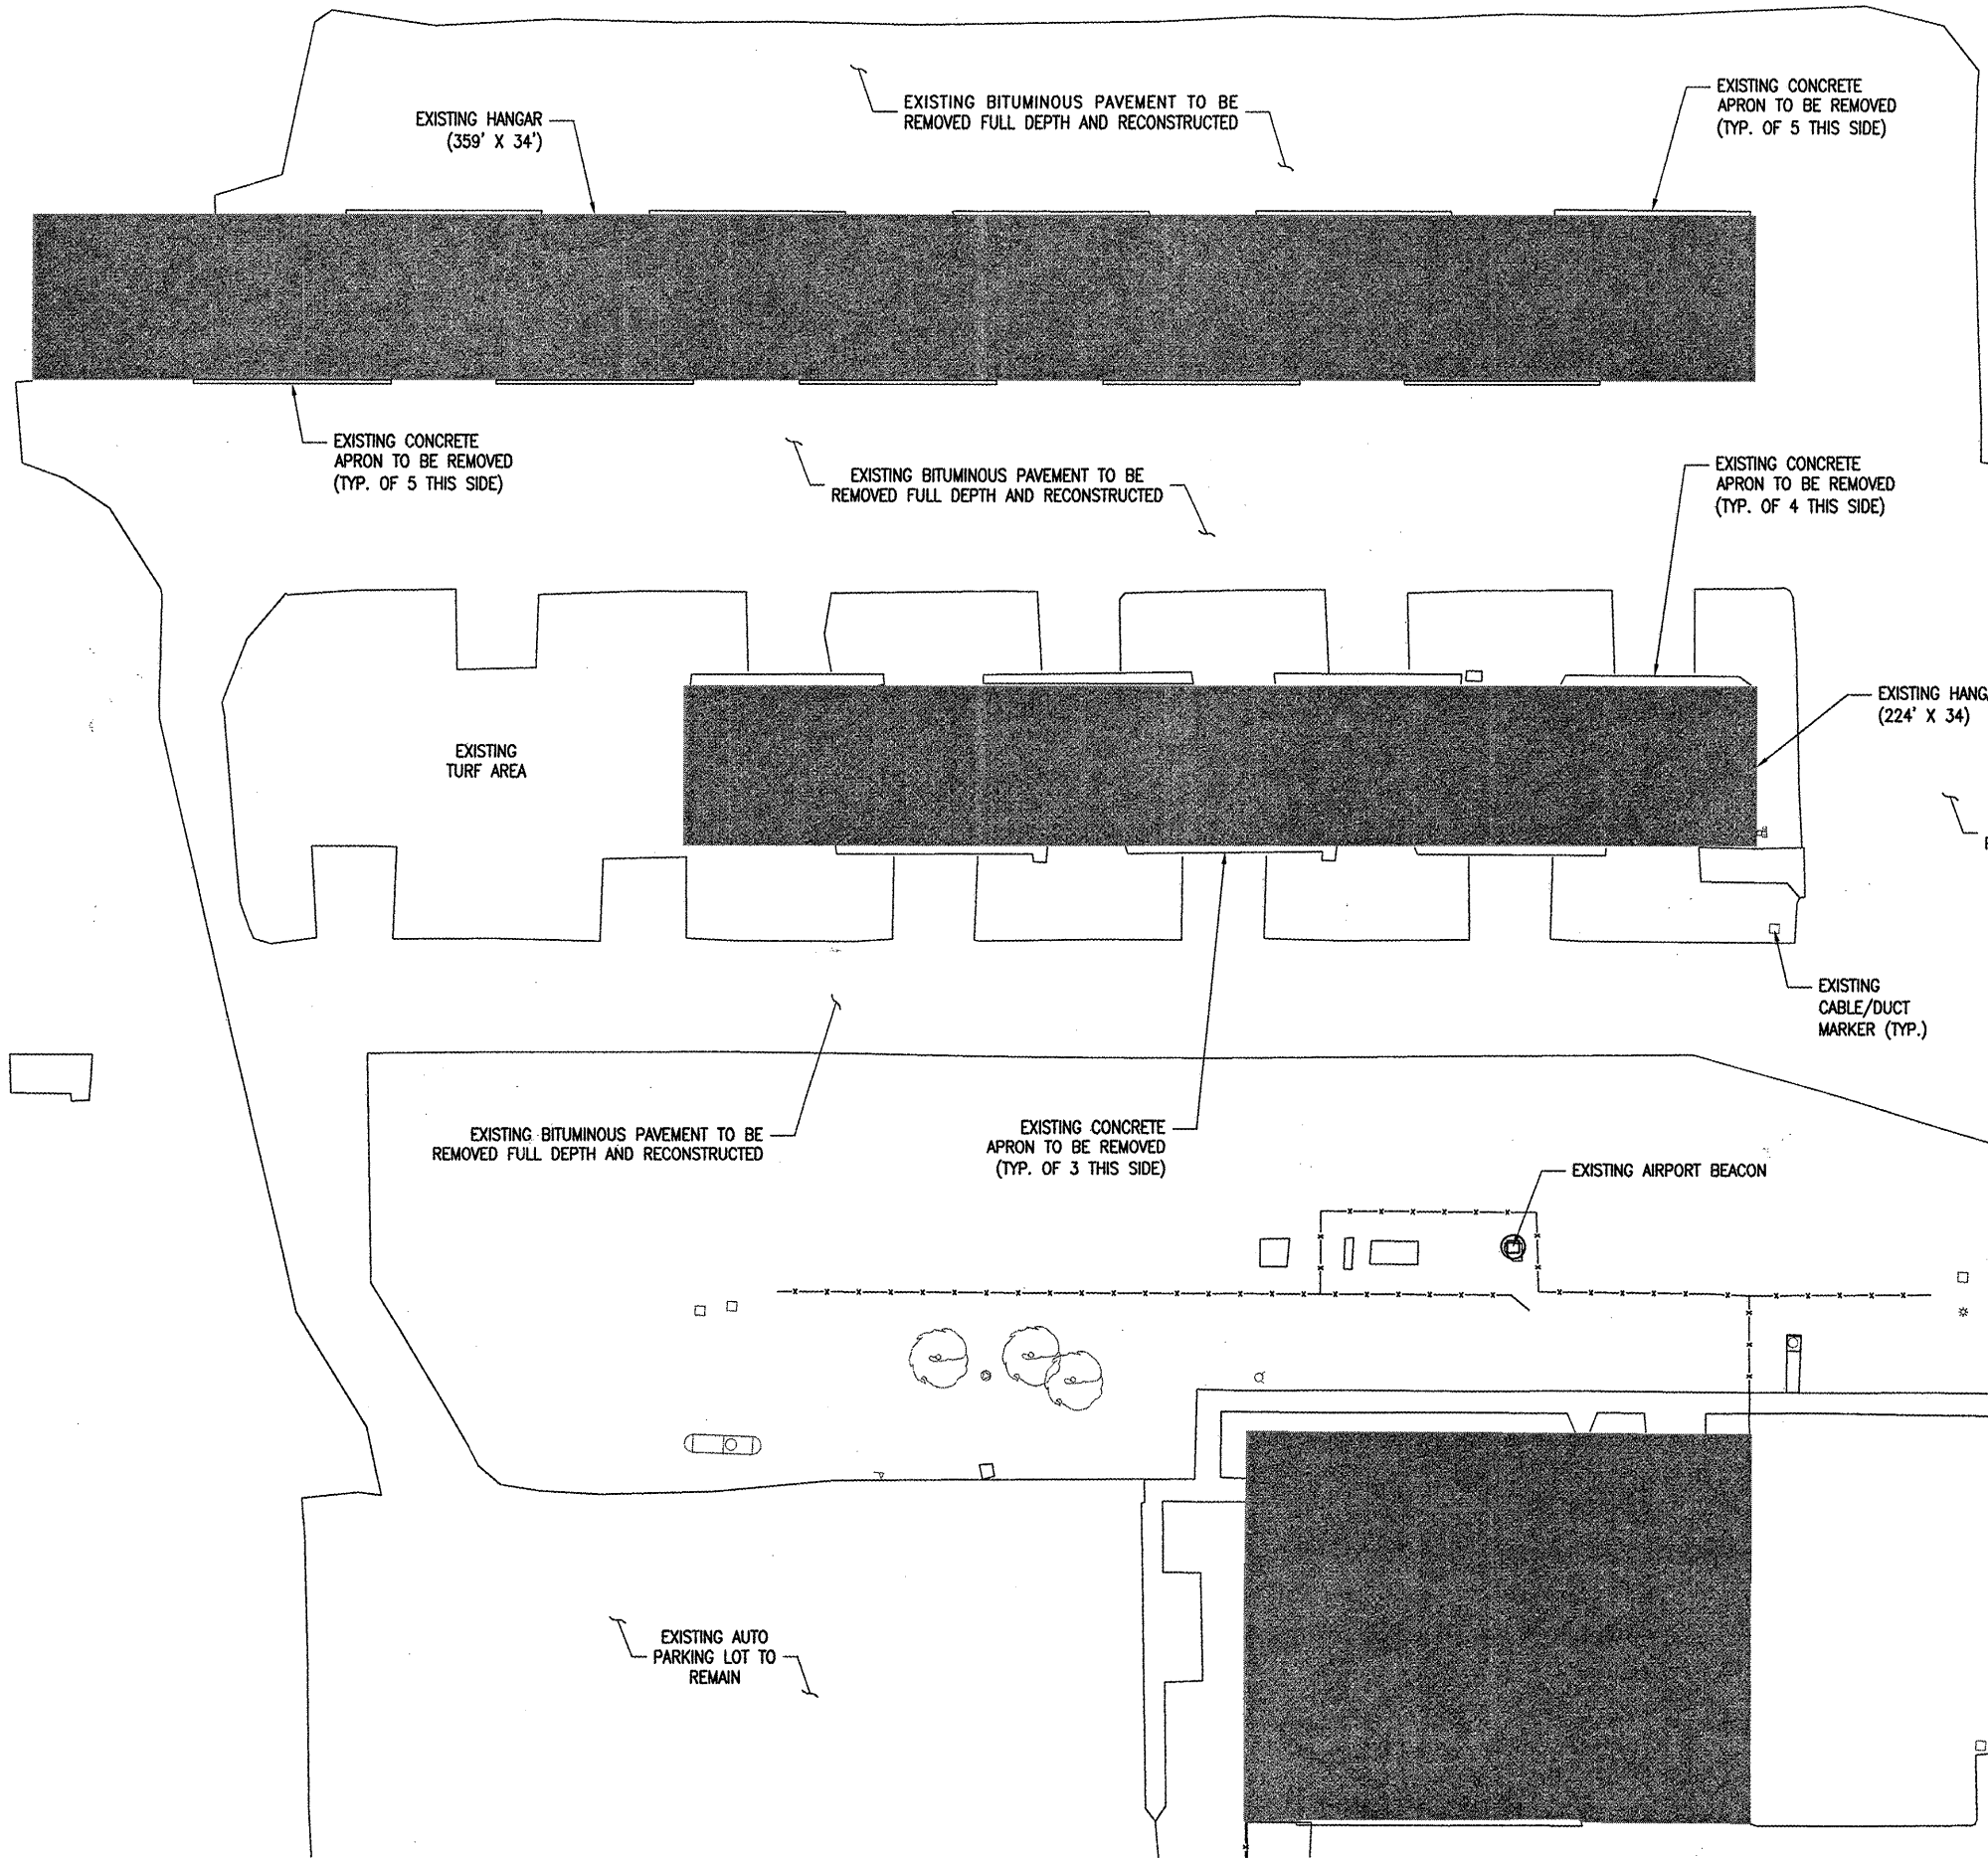 EXISTING HANGAR
(359' X 34')
EXISTING BITUMINOUS PAVEMENT TO BE
REMOVED FULL DEPTH AND RECONSTRUCTED
EXISTING CONCRETE
APRON TO BE REMOVED
(TYP. OF 5 THIS SIDE)
EXISTING CONCRETE
APRON TO BE REMOVED
(TYP. OF 5 THIS SIDE)
EXISTING BITUMINOUS PAVEMENT TO BE
REMOVED FULL DEPTH AND RECONSTRUCTED
EXISTING CONCRETE
APRON TO BE REMOVED
(TYP. OF 4 THIS SIDE)
EXISTING HANG
(224' X 34)
EXISTING
TURF AREA
EXISTING
CABLE/DUCT
MARKER (TYP.)
EXISTING BITUMINOUS PAVEMENT TO BE
REMOVED FULL DEPTH AND RECONSTRUCTED
EXISTING CONCRETE
APRON TO BE REMOVED
(TYP. OF 3 THIS SIDE)
EXISTING AIRPORT BEACON
EXISTING AUTO
PARKING LOT TO
REMAIN